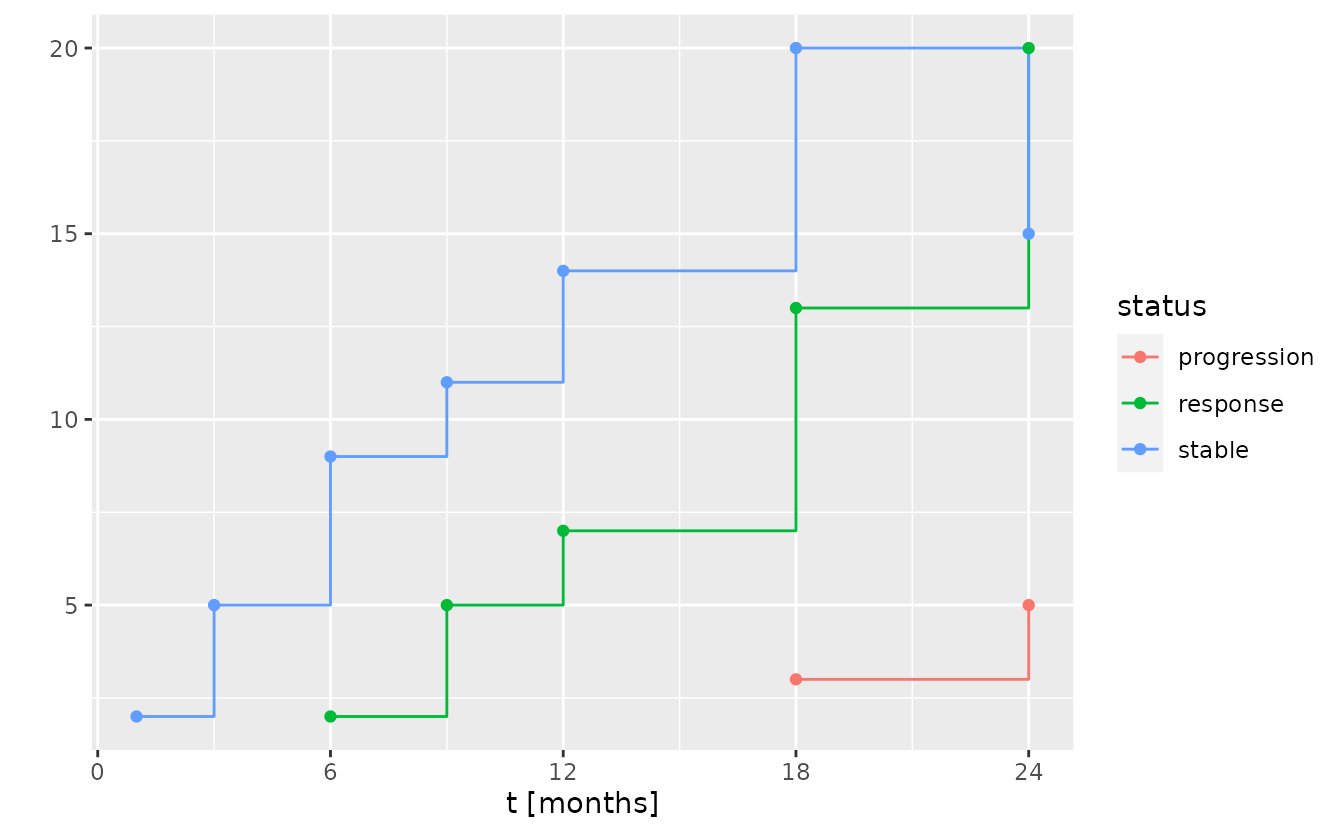 20
15
10
5
0 6 12 18 24
t [months]
status
progression
response
stable